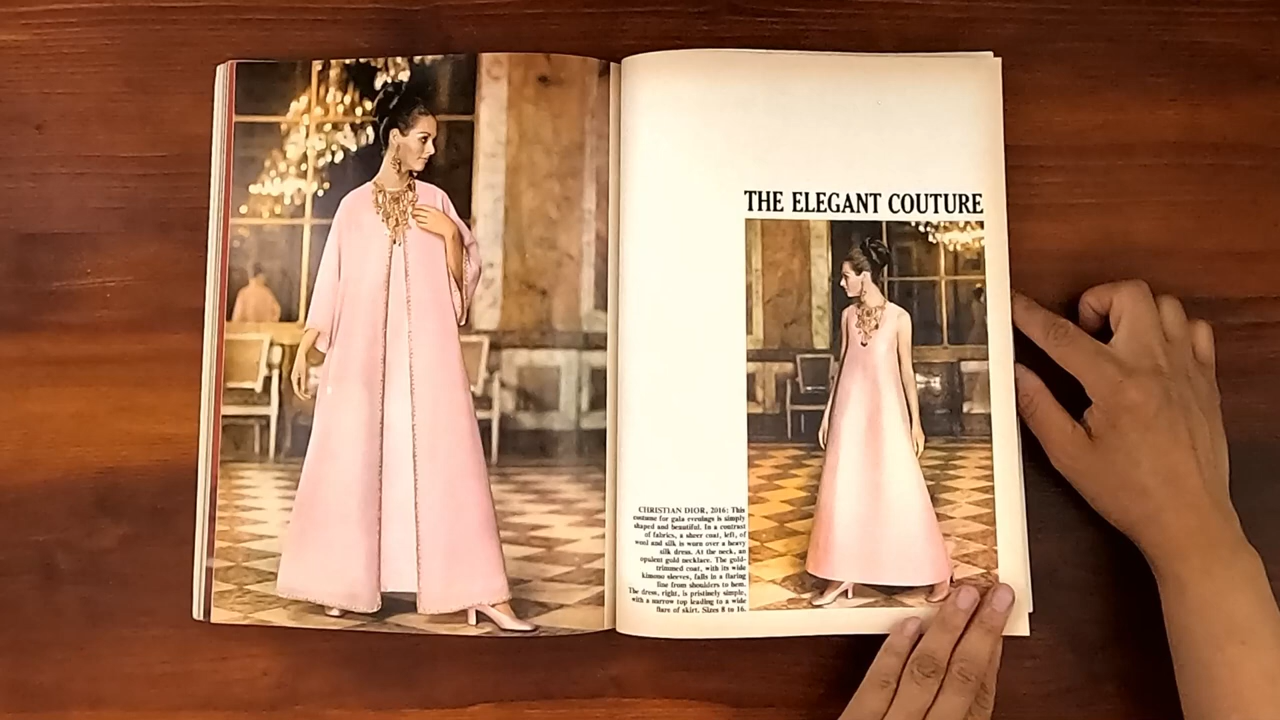 THE ELEGANT COUTURE
CHRISTIAN DIOR, 2016: This
costume for gala evenings is simply
shaped and beautiful. In a contrast
of fabrics, a sheer coat, left, of
wool and silk is worn over a heavy
silk dress. At the neck, an
opulent gold necklace. The gold-
trimmed coat, with its wide
kimono sleeves, falls in a flaring
line from shoulders to hem.
The dress, right, is pristinely simple,
with a narrow top leading to a wide
flare of skirt. Sizes 8 to 16.